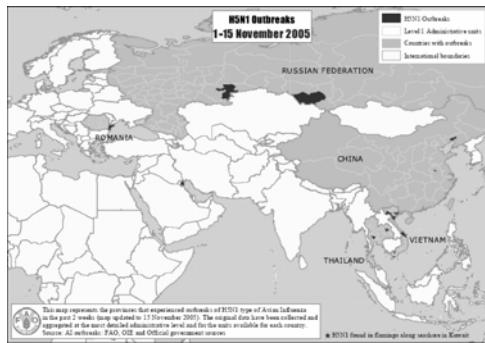 H5N1 Outbreaks
1-15 November 2005
H5N1 Outbreaks
Level 1 Administrative units
Countries with outbreaks
International boundaries
RUSSIAN FEDERATION
ROMANIA
CHINA
VIETNAM
THAILAND
This map represents the provinces that experienced outbreaks of H5N1 type of Avian Influenza
in the past 2 weeks (map updated to 15 November 2005). The original data have been collected and
aggregated at the most detailed administrative level and for the units available for each country.
Source: AI outbreaks: FAO, OIE and Official government sources
★ H5N1 found in flamingo along seashore in Kuwait